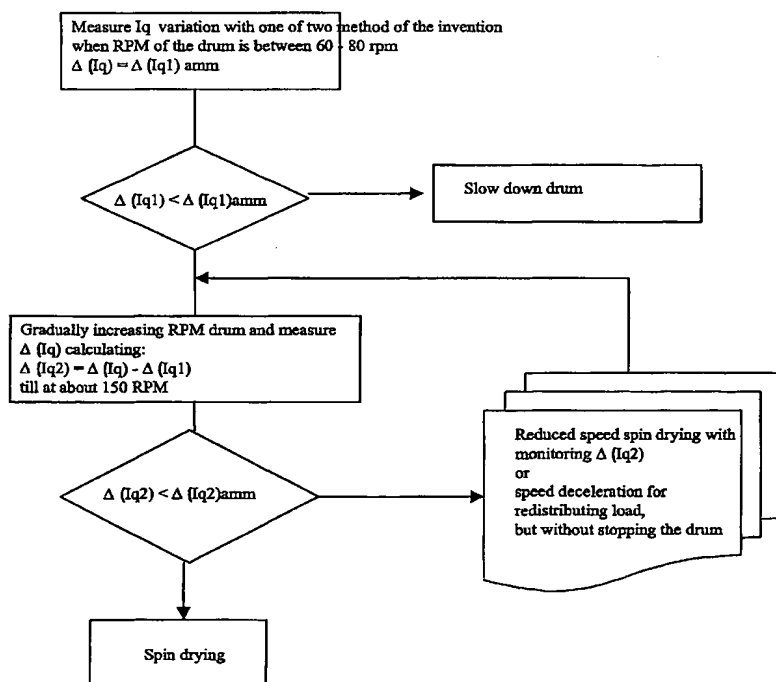 Measure Iq variation with one of two method of the invention
when RPM of the drum is between 60 - 80 rpm
Δ (Iq) = Δ (Iq1) amm
Δ (Iq1) < Δ (Iq1)amm
Slow down drum
Gradually increasing RPM drum and measure
Δ (Iq) calculating:
Δ (Iq2) = Δ (Iq) - Δ (Iq1)
till at about 150 RPM
Δ (Iq2) < Δ (Iq2)amm
Reduced speed spin drying with
monitoring Δ (Iq2)
or
speed deceleration for
redistributing load,
but without stopping the drum
Spin drying